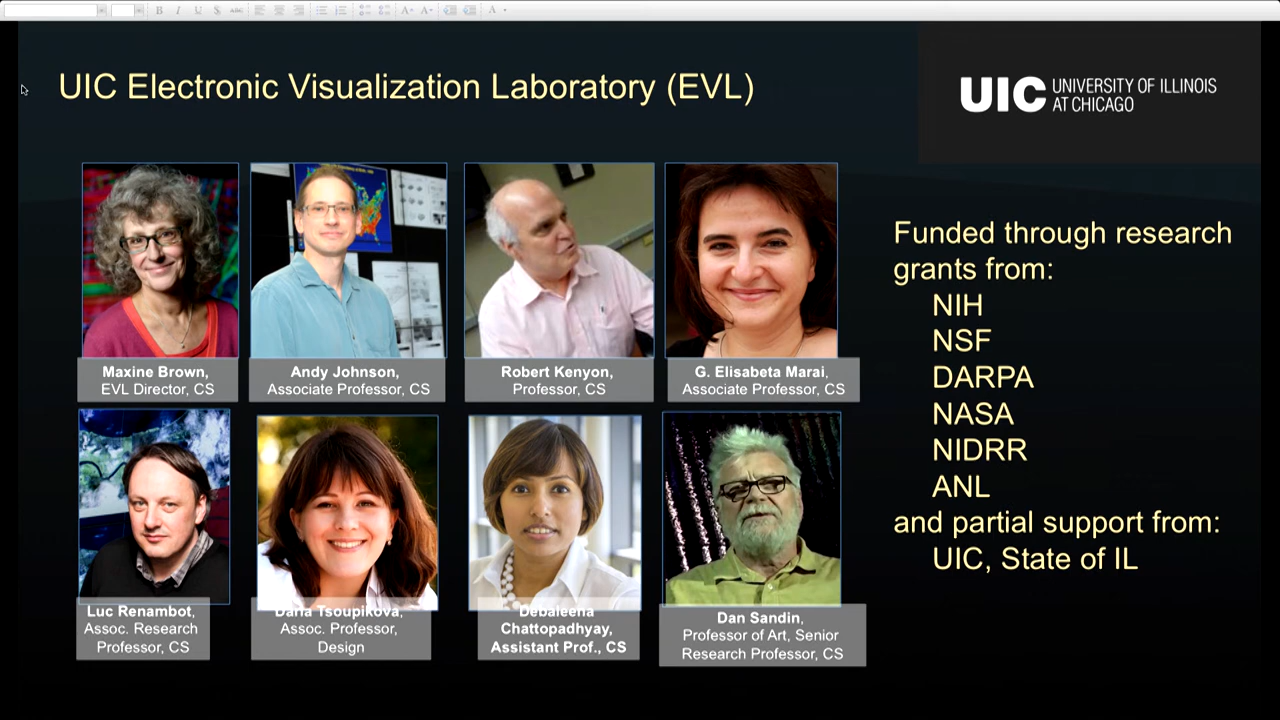 UIC Electronic Visualization Laboratory (EVL)
UIC UNIVERSITY OF ILLINOIS
AT CHICAGO
Maxine Brown,
EVL Director, CS
Andy Johnson,
Associate Professor, CS
Robert Kenyon,
Professor, CS
G. Elisabeta Marai,
Associate Professor, CS
Luc Renambot,
Assoc. Research
Professor, CS
Daria Tsoupikova,
Assoc. Professor,
Design
Debaleena
Chattopadhyay,
Assistant Prof., CS
Dan Sandin,
Professor of Art, Senior
Research Professor, CS
Funded through research
grants from:
NIH
NSF
DARPA
NASA
NIDRR
ANL
and partial support from:
UIC, State of IL